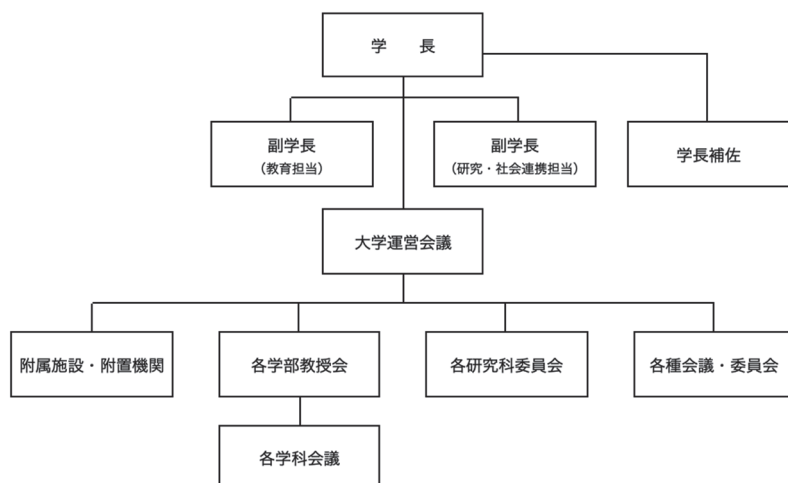 学　　長
副学長
（教育担当）
副学長
（研究・社会連携担当）
学長補佐
大学運営会議
附属施設・附置機関
各学部教授会
各研究科委員会
各種会議・委員会
各学科会議